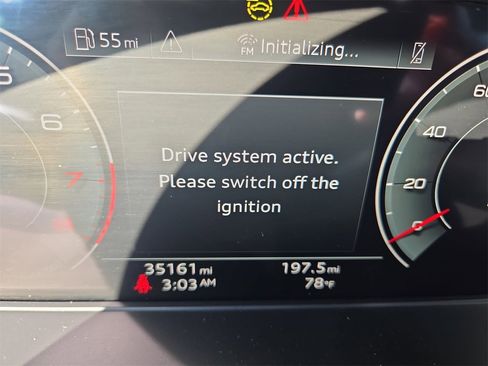 55 mi
FM Initializing...
5
6
7
60
40
20
0
Drive system active.
Please switch off the
ignition
35161 mi 197.5 mi
3:03 AM 78°F